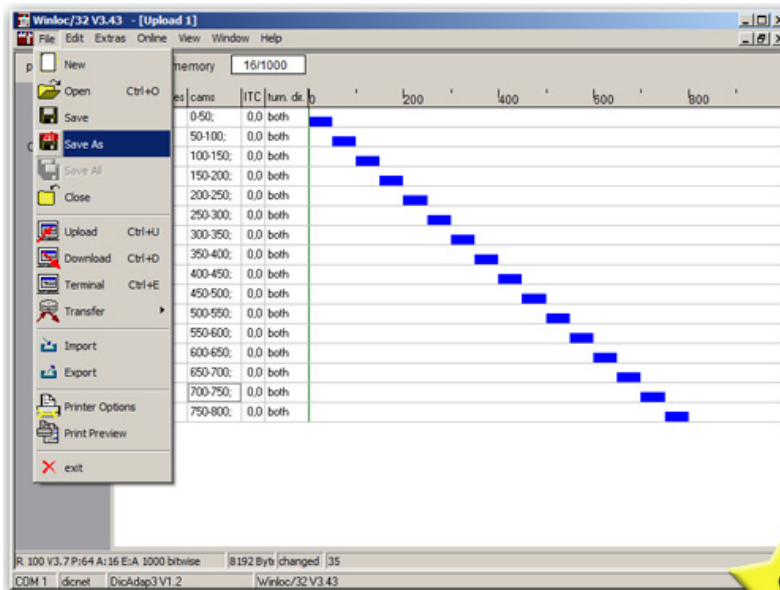 Winloc/32 V3.43 - [Upload 1]
File Edit Extras Online View Window Help
memory 16/1000
cams ITC turn. dir. 0 200 400 600 800
New
Open Ctrl+O
Save
Save As
Save All
Close
Upload Ctrl+U
Download Ctrl+D
Terminal Ctrl+E
Transfer
Import
Export
Printer Options
Print Preview
exit
0-50; 0,0 both
50-100; 0,0 both
100-150; 0,0 both
150-200; 0,0 both
200-250; 0,0 both
250-300; 0,0 both
300-350; 0,0 both
350-400; 0,0 both
400-450; 0,0 both
450-500; 0,0 both
500-550; 0,0 both
550-600; 0,0 both
600-650; 0,0 both
650-700; 0,0 both
700-750; 0,0 both
750-800; 0,0 both
R 100 V3.7 P:64 A:16 E:A 1000 bitwise 8192 Byte changed 35
COM 1 dicnet DicAdap3 V1.2 Winloc/32 V3.43